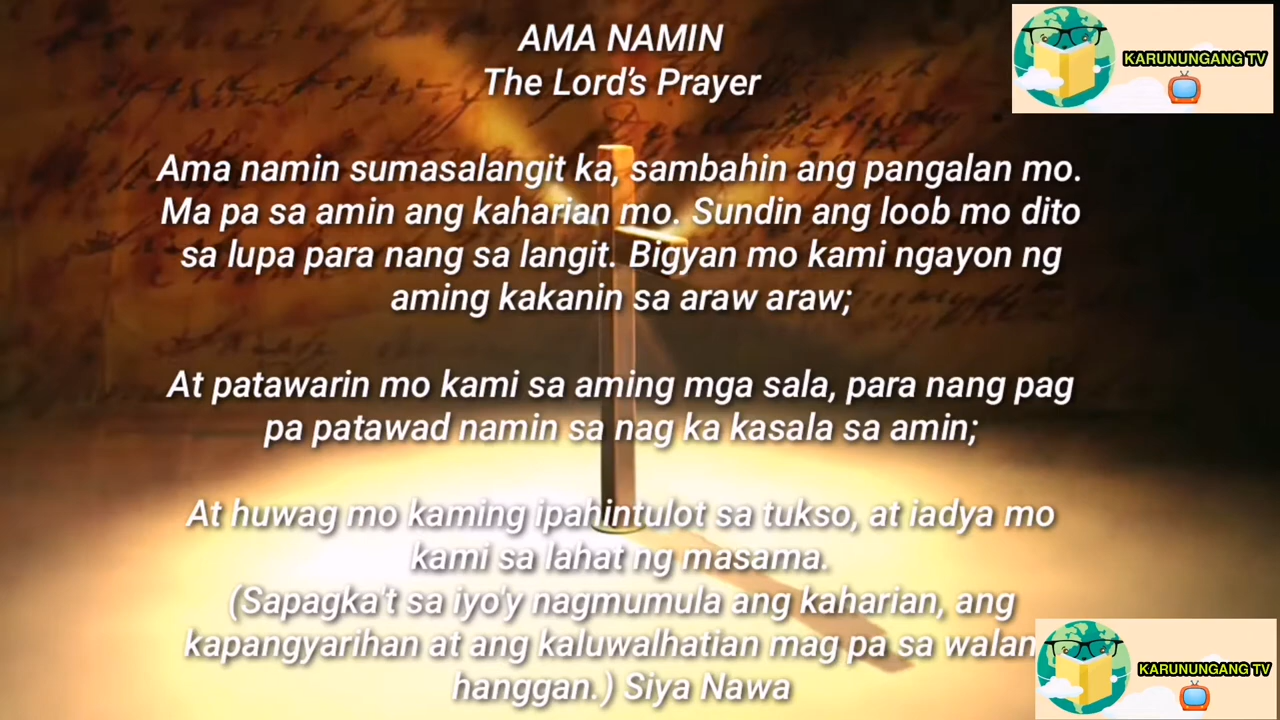 AMA NAMIN
The Lord's Prayer
KARUNUNGANG TV
Ama namin sumasalangit ka, sambahin ang pangalan mo.
Ma pa sa amin ang kaharian mo. Sundin ang loob mo dito
sa lupa para nang sa langit. Bigyan mo kami ngayon ng
aming kakanin sa araw araw;
At patawarin mo kami sa aming mga sala, para nang pag
pa patawad namin sa nag ka kasala sa amin;
At huwag mo kaming ipahintulot sa tukso, at iadya mo
kami sa lahat ng masama.
(Sapagka't sa iyo'y nagmumula ang kaharian, ang
kapangyarihan at ang kaluwalhatian mag pa sa walan
hanggan.) Siya Nawa
KARUNUNGANG TV